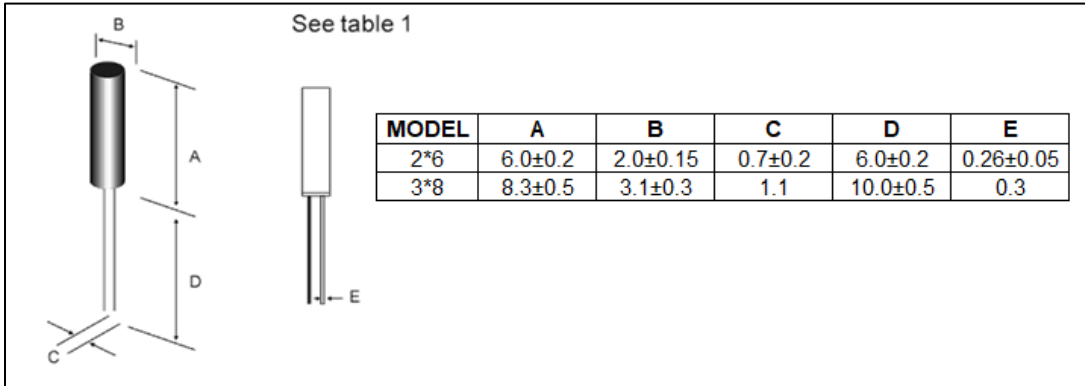 B
See table 1
A
D
C
E
MODEL A B C D E
2*6 6.0±0.2 2.0±0.15 0.7±0.2 6.0±0.2 0.26±0.05
3*8 8.3±0.5 3.1±0.3 1.1 10.0±0.5 0.3